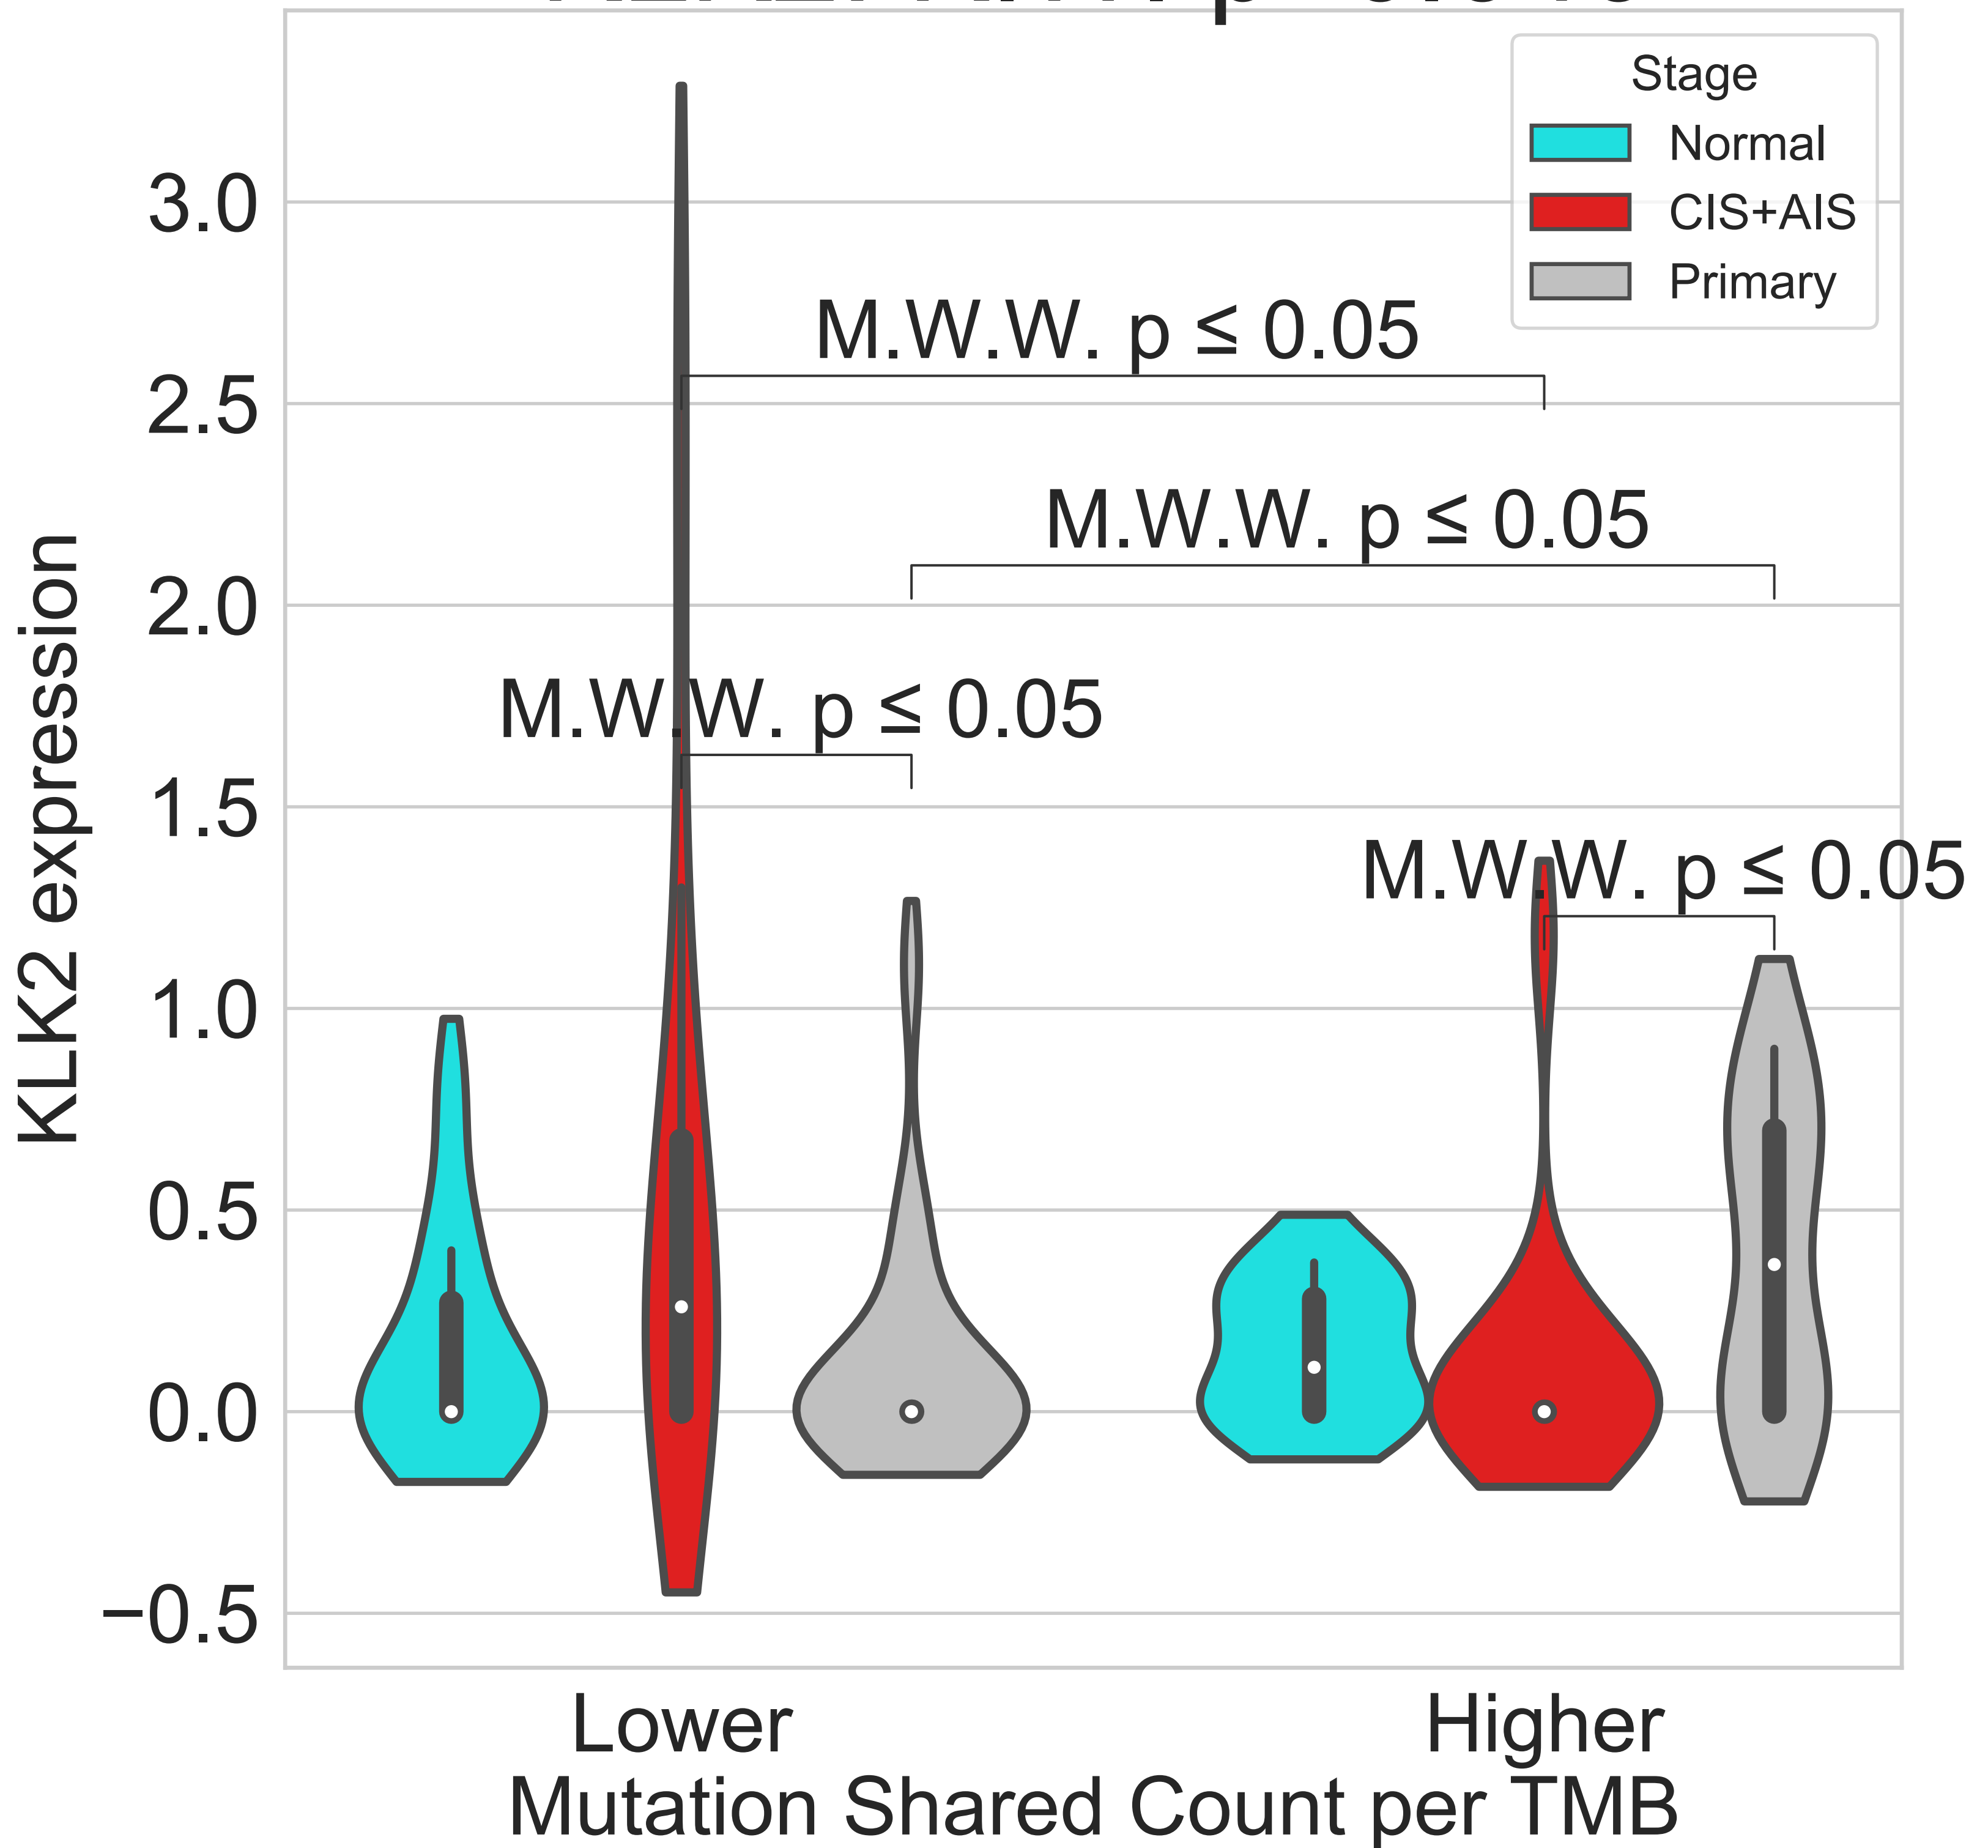 Stage
Normal
CIS+AIS
Primary
3.0
2.5
2.0
1.5
1.0
0.5
0.0
−0.5
KLK2 expression
M.W.W. p ≤ 0.05
M.W.W. p ≤ 0.05
M.W.W. p ≤ 0.05
M.W.W. p ≤ 0.05
Lower
Higher
Mutation Shared Count per TMB